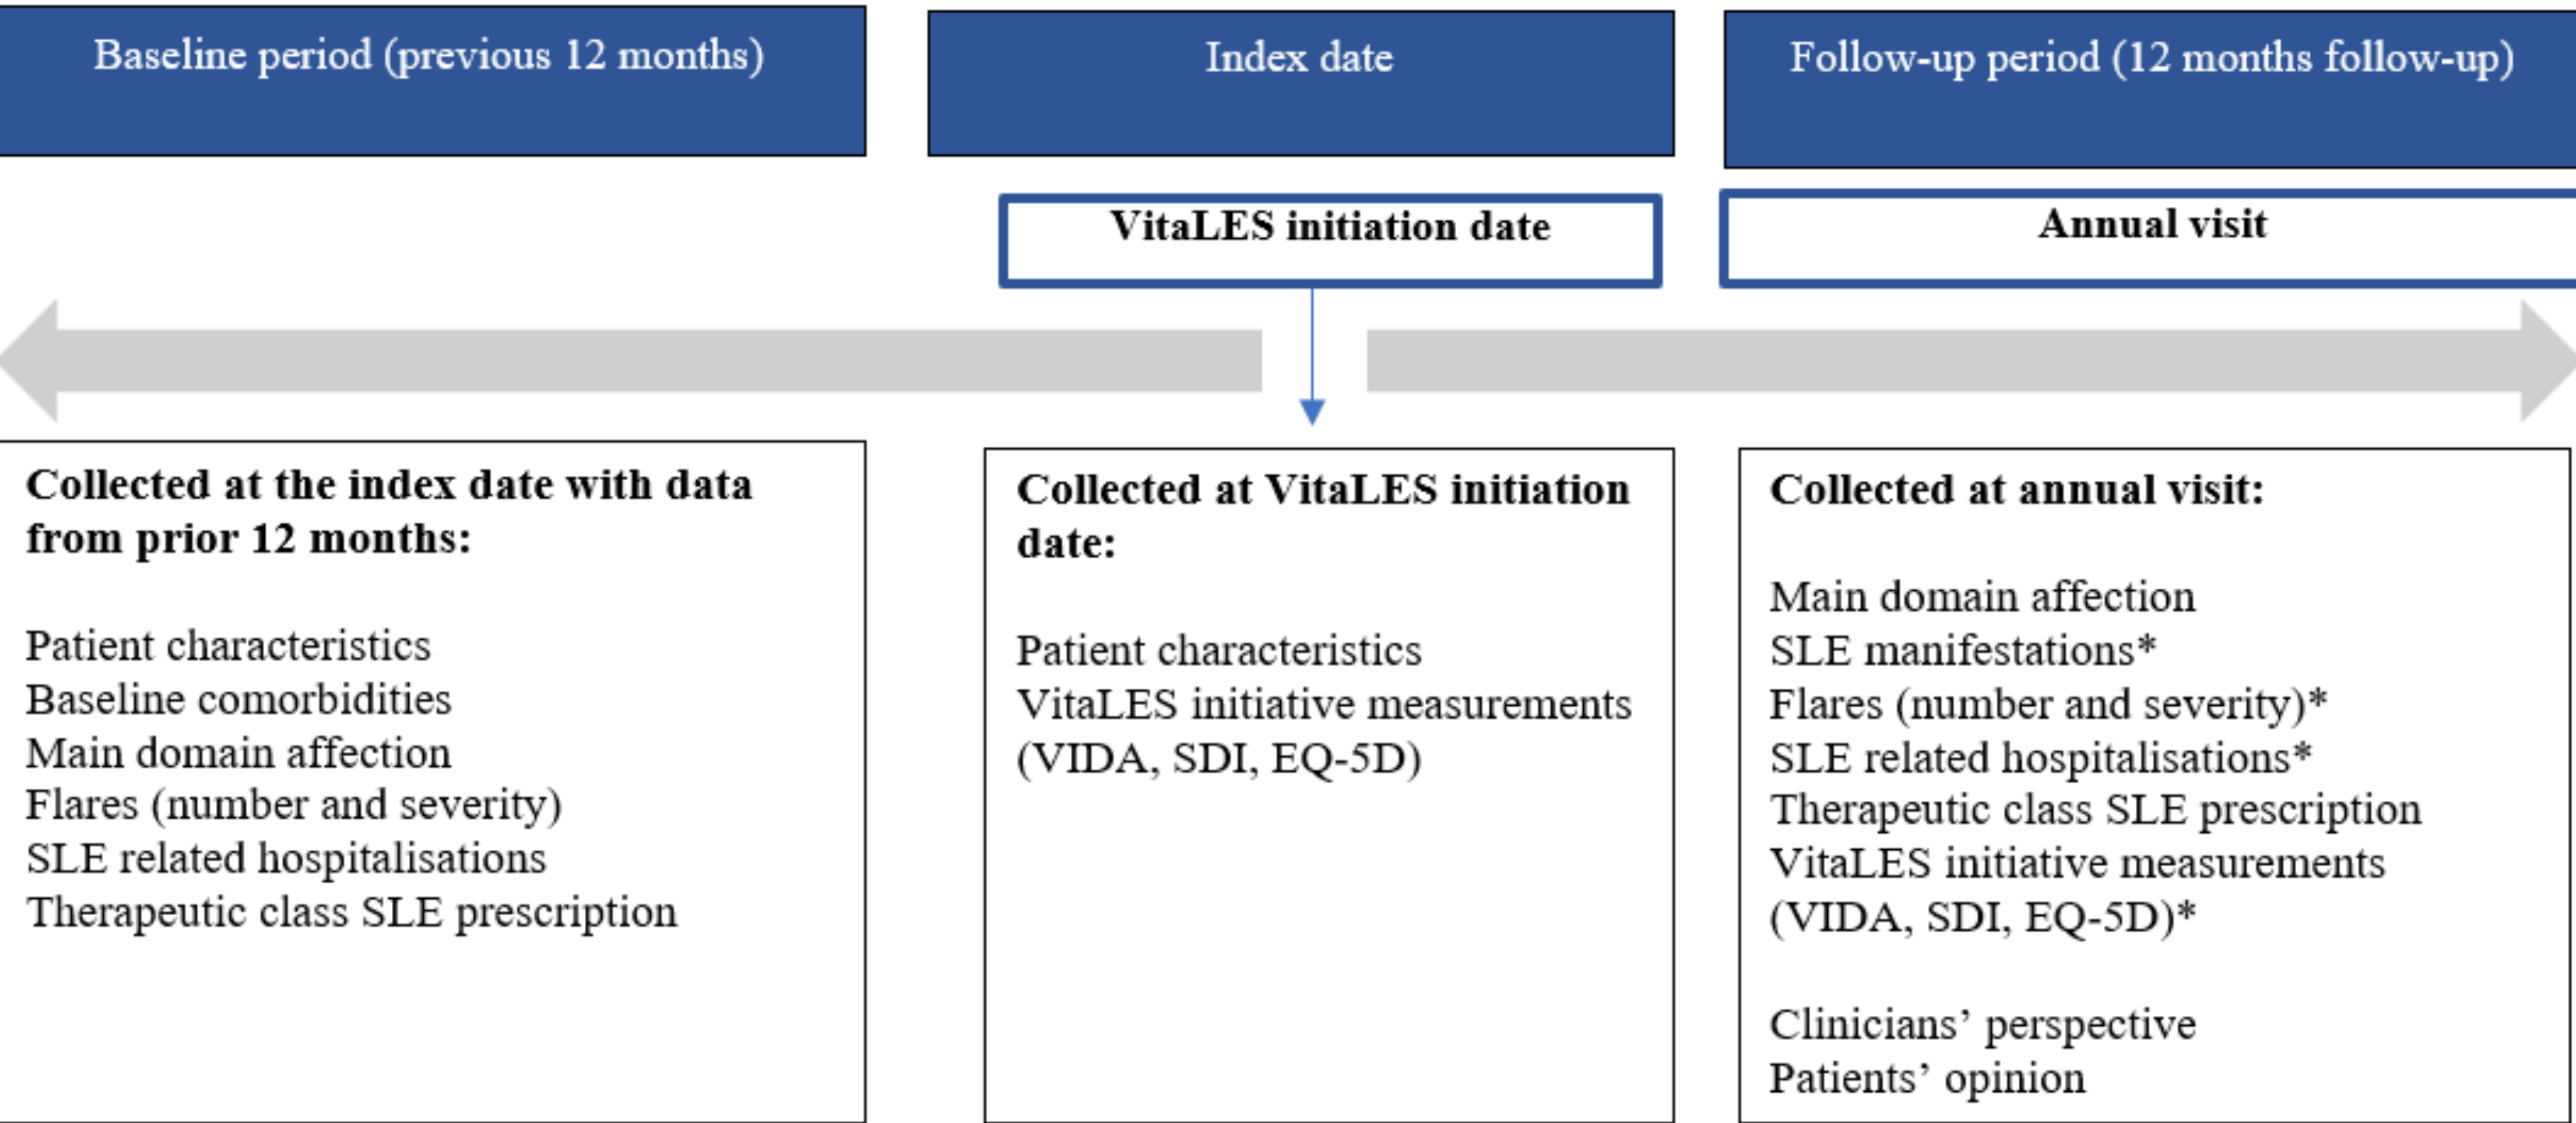 Baseline period (previous 12 months)
Index date
Follow-up period (12 months follow-up)
VitaLES initiation date
Annual visit
Collected at the index date with data
from prior 12 months:
Patient characteristics
Baseline comorbidities
Main domain affection
Flares (number and severity)
SLE related hospitalisations
Therapeutic class SLE prescription
Collected at VitaLES initiation
date:
Patient characteristics
VitaLES initiative measurements
(VIDA, SDI, EQ-5D)
Collected at annual visit:
Main domain affection
SLE manifestations*
Flares (number and severity)*
SLE related hospitalisations*
Therapeutic class SLE prescription
VitaLES initiative measurements
(VIDA, SDI, EQ-5D)*
Clinicians’ perspective
Patients’ opinion